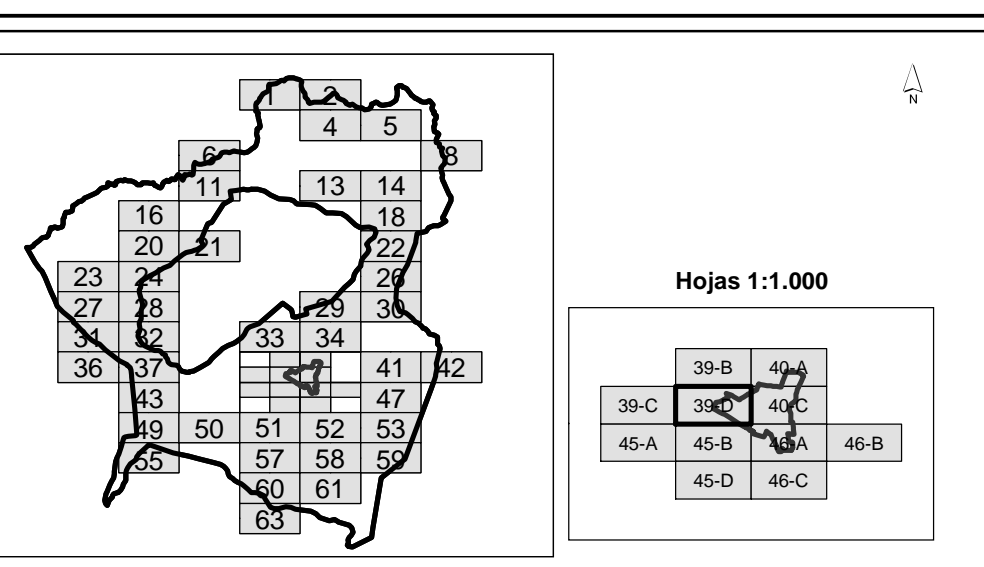 N
1 2
4 5
6 8
11 13 14
16 18
20 21 22
23 24 26
27 28 29 30
31 32 33 34
36 37 41 42
43 47
49 50 51 52 53
55 57 58 59
60 61
63
Hojas 1:1.000
39-B 40-A
39-C 39-D 40-C
45-A 45-B 46-A 46-B
45-D 46-C